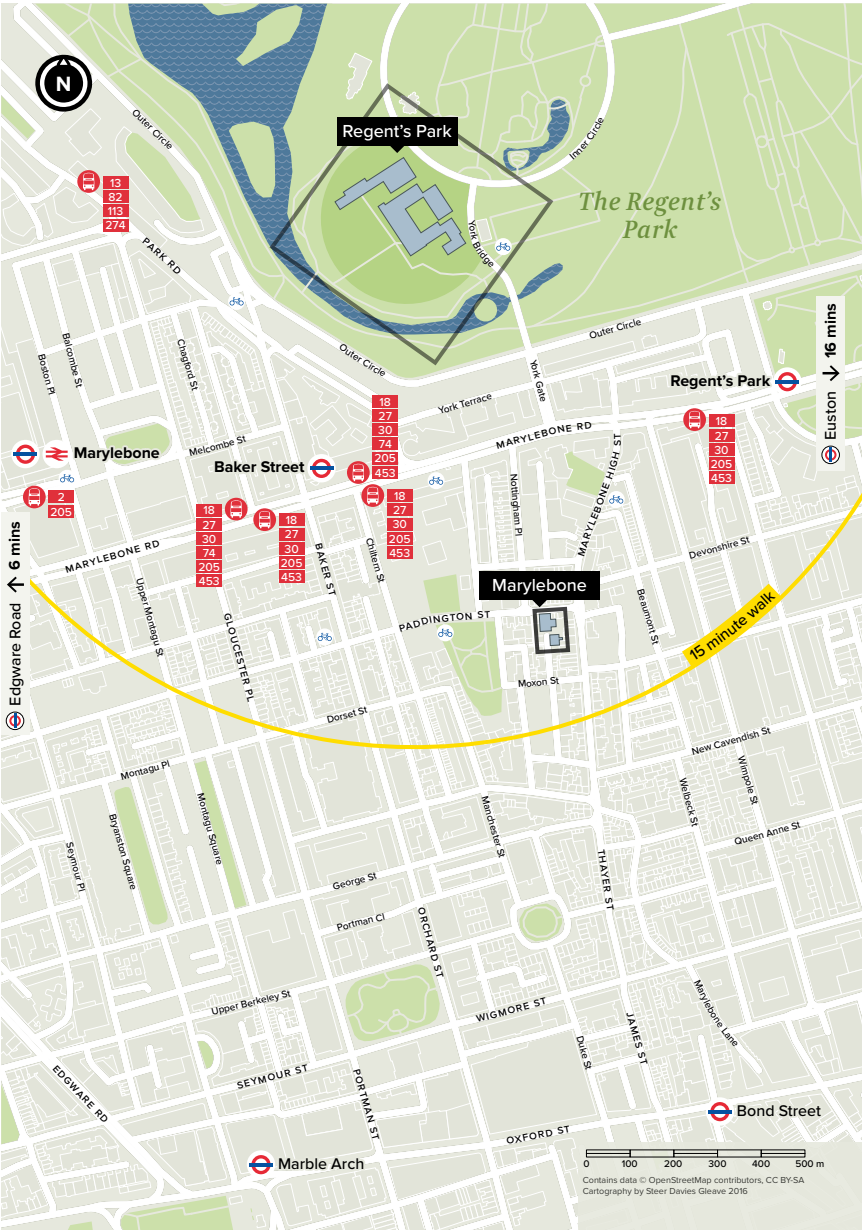 N
Outer Circle
Regent's Park
Inner Circle
13
82
113
274
The Regent's
Park
York Bridge
PARK RD
Euston → 16 mins
Outer Circle
Balcombe St
Boston Pl
Chagford St
Outer Circle
York Gate
Regent's Park
York Terrace
18
27
30
74
205
453
MARYLEBONE RD
MARYLEBONE HIGH ST
18
27
30
205
453
Marylebone
Melcombe St
Baker Street
2
205
18
27
30
74
205
453
18
27
30
205
453
18
27
30
205
453
Nottingham Pl
Edgware Road → 6 mins
MARYLEBONE RD
BAKER ST
Chiltern St
Devonshire St
Marylebone
Upper Montagu St
GLOUCESTER PL
PADDINGTON ST
Beaumont St
15 minute walk
Moxon St
Dorset St
New Cavendish St
Montagu Pl
Wimpole St
Welbeck St
Bryanston Square
Montagu Square
Manchester St
Queen Anne St
Seymour Pl
THAYER ST
George St
Portman Cl
ORCHARD ST
Upper Berkeley St
WIGMORE ST
Marylebone Lane
JAMES ST
Duke St
EDGWARE RD
SEYMOUR ST
PORTMAN ST
Bond Street
OXFORD ST
Marble Arch
0 100 200 300 400 500 m
Contains data © OpenStreetMap contributors, CC BY-SA
Cartography by Steer Davies Gleave 2016